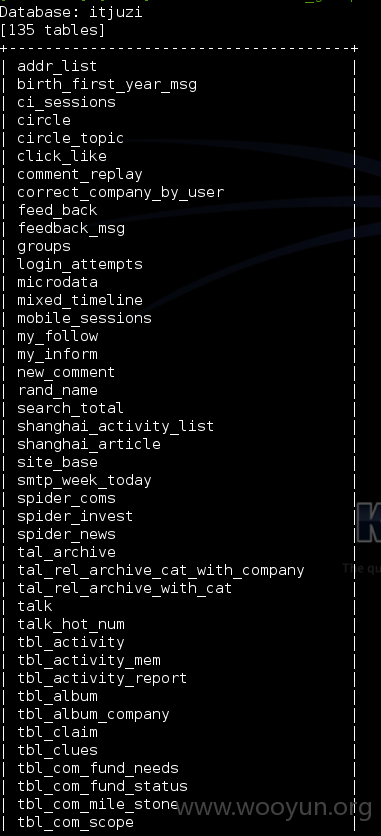 Database: itjuzi
[135 tables]
+--------------------------------------+
| addr_list |
| birth_first_year_msg |
| ci_sessions |
| circle |
| circle_topic |
| click_like |
| comment_replay |
| correct_company_by_user |
| feed_back |
| feedback_msg |
| groups |
| login_attempts |
| microdata |
| mixed_timeline |
| mobile_sessions |
| my_follow |
| my_inform |
| new_comment |
| rand_name |
| search_total |
| shanghai_activity_list |
| shanghai_article |
| site_base |
| smtp_week_today |
| spider_coms |
| spider_invest |
| spider_news |
| tal_archive |
| tal_rel_archive_cat_with_company |
| tal_rel_archive_with_cat |
| talk |
| talk_hot_num |
| tbl_activity |
| tbl_activity_mem |
| tbl_activity_report |
| tbl_album |
| tbl_album_company |
| tbl_claim |
| tbl_clues |
| tbl_com_fund_needs |
| tbl_com_fund_status |
| tbl_com_mile_stone |
| tbl_com_scope |
K
The qu
www.wooyun.org